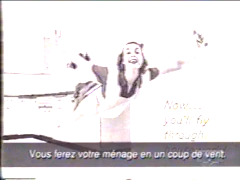 Now...
you'll fly
through
Vous ferez votre ménage en un coup de vent.